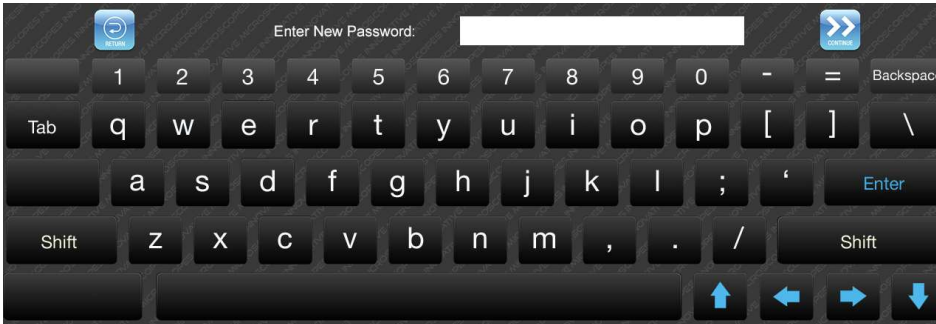 RETURN
Enter New Password:
CONTINUE
1 2 3 4 5 6 7 8 9 0 - = Backspac
Tab q w e r t y u i o p [ ] \
a s d f g h j k l ; ‘ Enter
Shift z x c v b n m , . / Shift